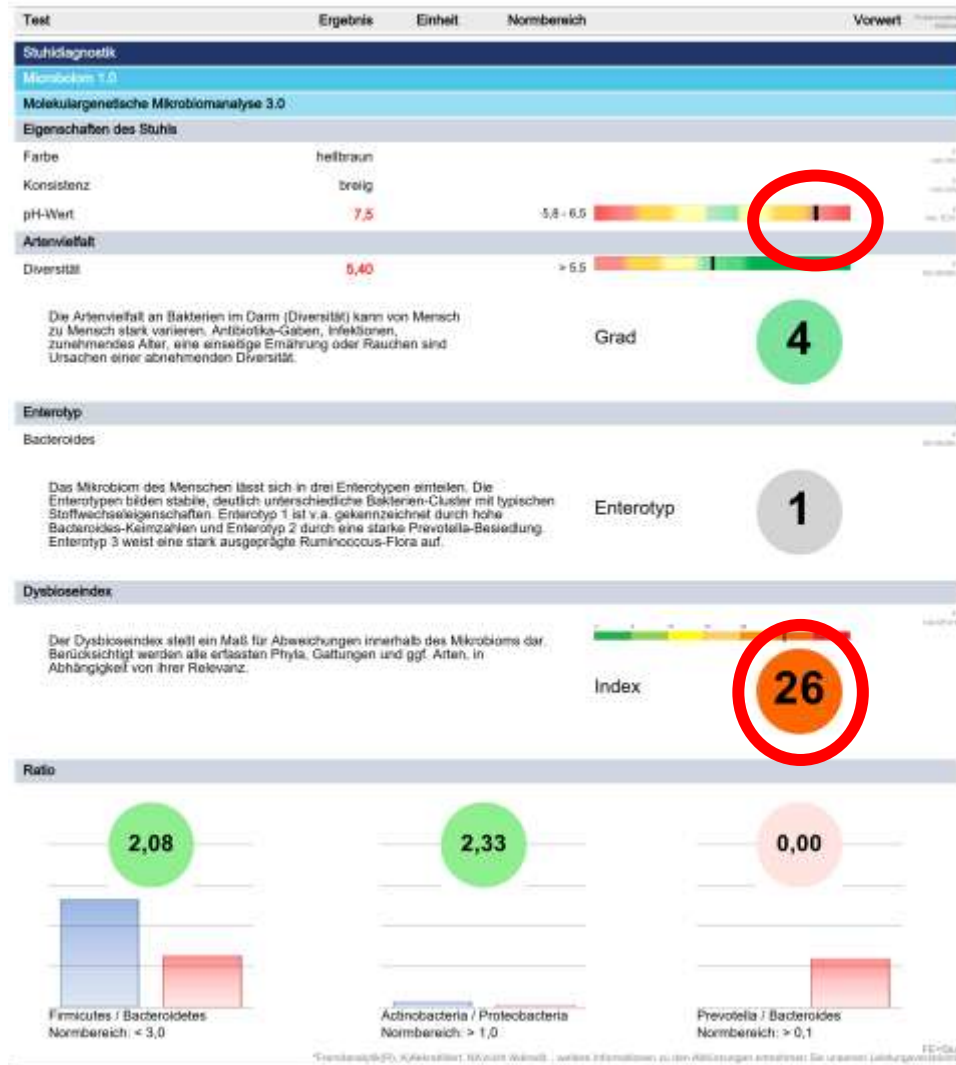 Test Ergebnis Einheit Normbereich Vorwert
Stuhldiagnostik
Microbiom 1.0
Molekulargenetische Mikrobiomanalyse 3.0
Eigenschaften des Stuhls
Farbe hellbraun
Konsistenz breiig
pH-Wert 7,5 5,8 - 6,5
Artenvielfalt
Diversität 5,40 > 5.5
Die Artenvielfalt an Bakterien im Darm (Diversität) kann von Mensch
zu Mensch stark variieren. Antibiotika-Gaben, Infektionen,
zunehmendes Alter, eine einseitige Ernährung oder Rauchen sind
Ursachen einer abnehmenden Diversität.
Grad 4
Enterotyp
Bacteroides
Das Mikrobiom des Menschen lässt sich in drei Enterotypen einteilen. Die
Enterotypen bilden stabile, deutlich unterschiedliche Bakterien-Cluster mit typischen
Stoffwechseleigenschaften. Enterotyp 1 ist v.a. gekennzeichnet durch hohe
Bacteroides-Keimzahlen und Enterotyp 2 durch eine starke Prevotella-Besiedlung.
Enterotyp 3 weist eine stark ausgeprägte Ruminococcus-Flora auf.
Enterotyp 1
Dysbioseindex
Der Dysbioseindex stellt ein Maß für Abweichungen innerhalb des Mikrobioms dar.
Berücksichtigt werden alle erfassten Phyla, Gattungen und ggf. Arten, in
Abhängigkeit von ihrer Relevanz.
Index 26
Ratio
2,08 2,33 0,00
Firmicutes / Bacteroidetes Actinobacteria / Proteobacteria Prevotella / Bacteroides
Normbereich: < 3,0 Normbereich: > 1,0 Normbereich: > 0,1